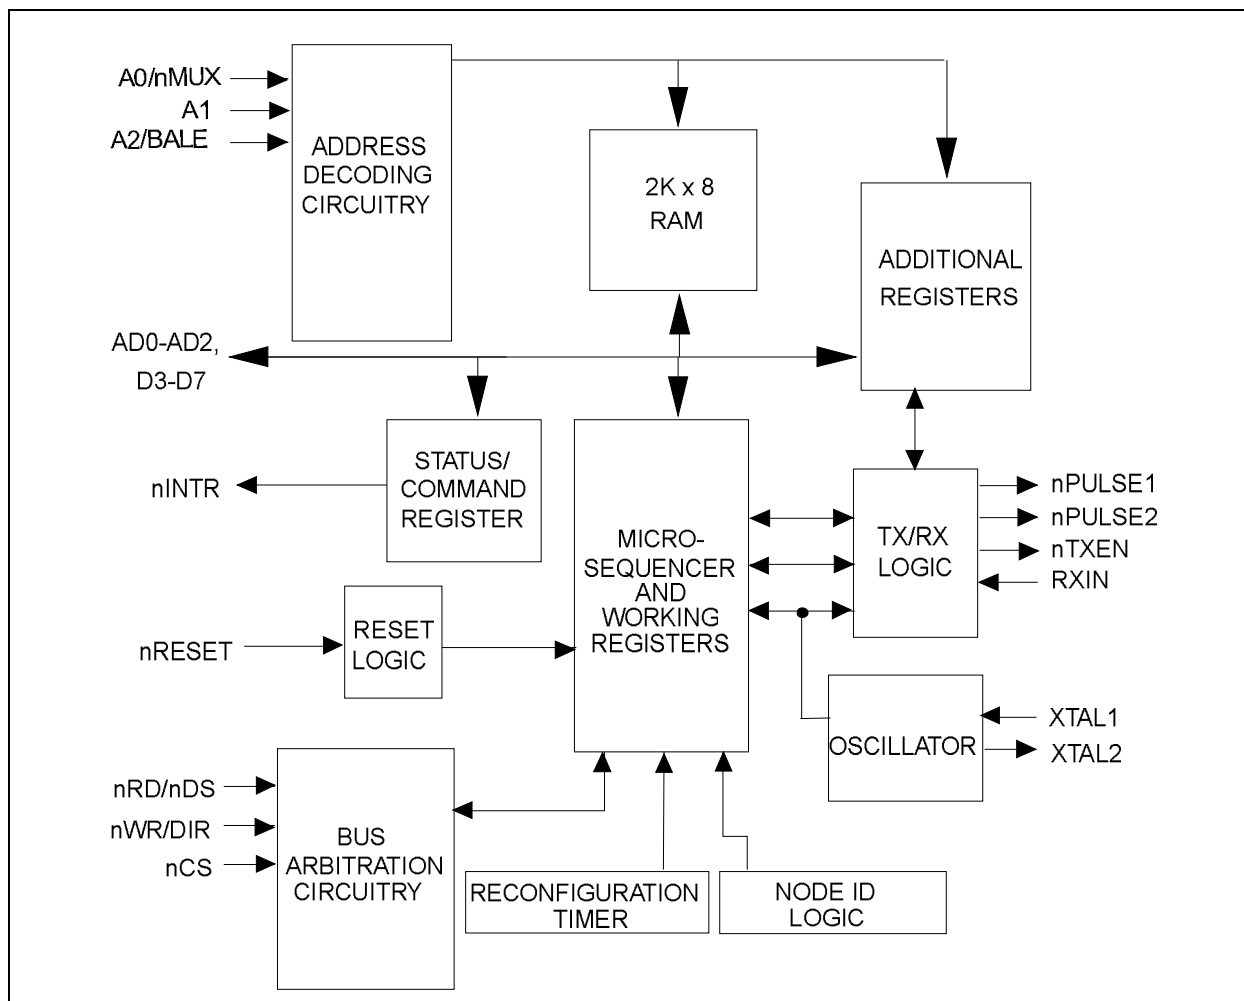 A0/nMUX
A1
A2/BALE
ADDRESS
DECODING
CIRCUITRY
2K x 8
RAM
ADDITIONAL
REGISTERS
AD0-AD2,
D3-D7
nINTR
STATUS/
COMMAND
REGISTER
MICRO-
SEQUENCER
AND
WORKING
REGISTERS
TX/RX
LOGIC
nPULSE1
nPULSE2
nTXEN
RXIN
nRESET
RESET
LOGIC
OSCILLATOR
XTAL1
XTAL2
nRD/nDS
nWR/DIR
nCS
BUS
ARBITRATION
CIRCUITRY
RECONFIGURATION
TIMER
NODE ID
LOGIC